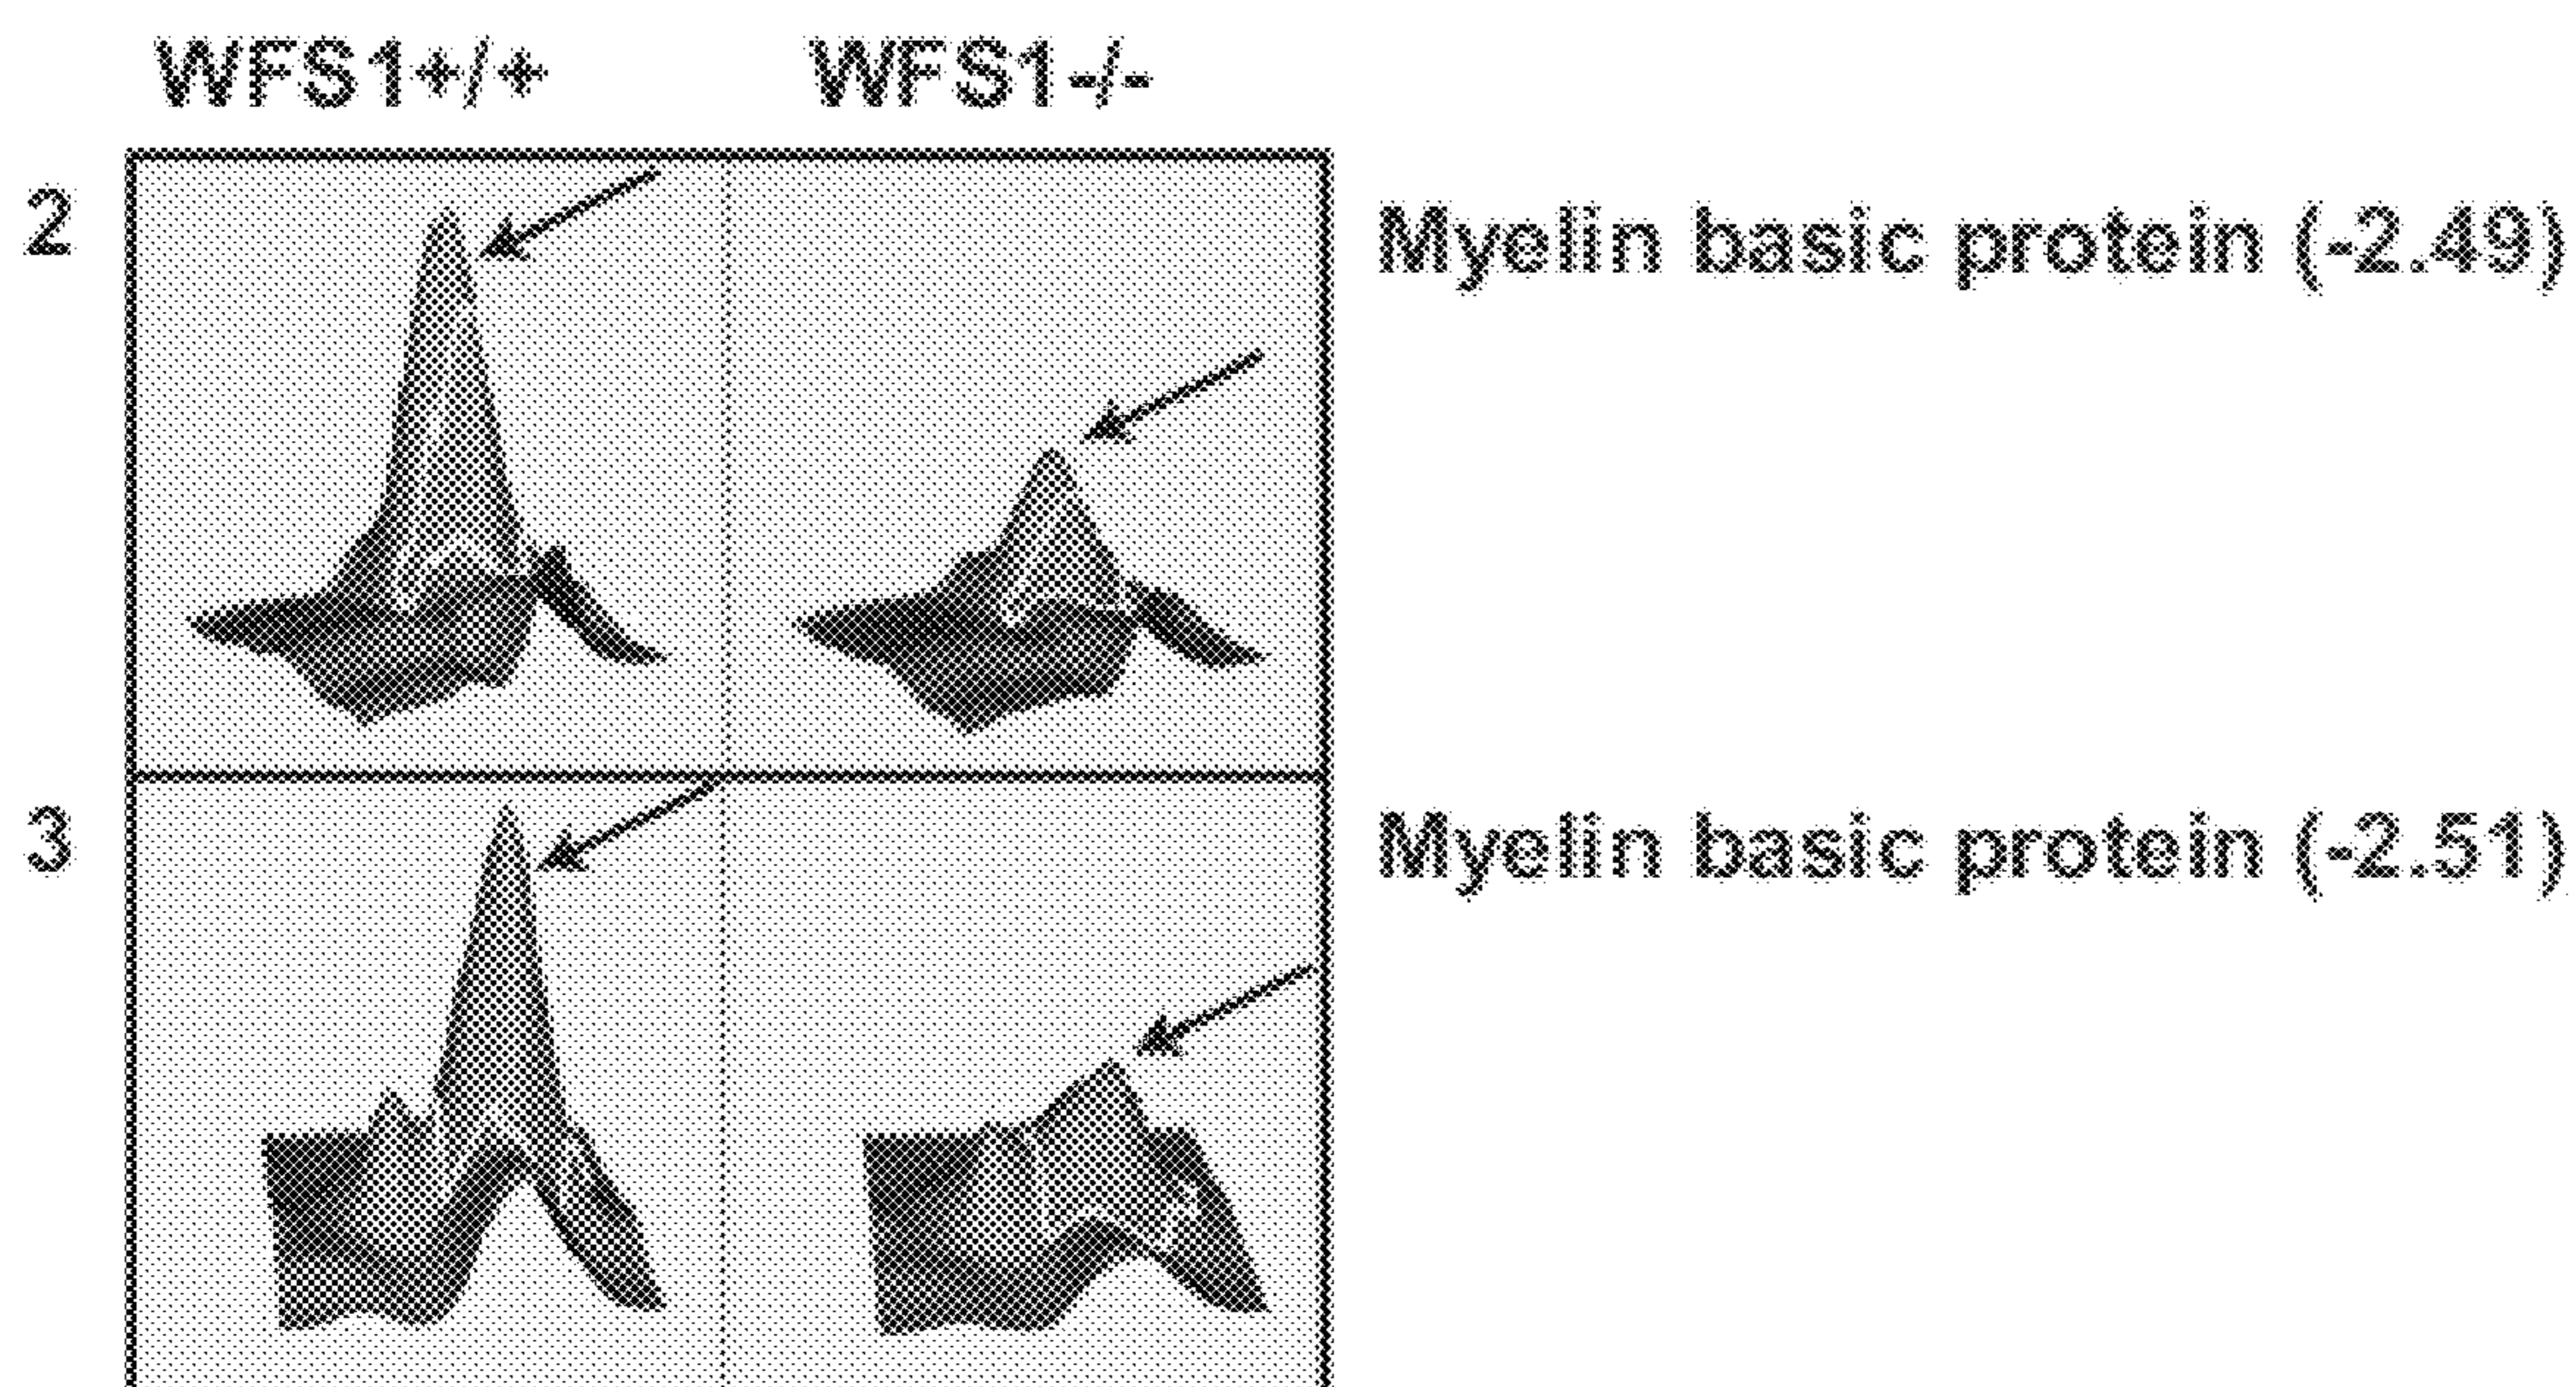 WFS1+/+ WFS1-/-
2 Myelin basic protein (-2.49)
3 Myelin basic protein (-2.51)